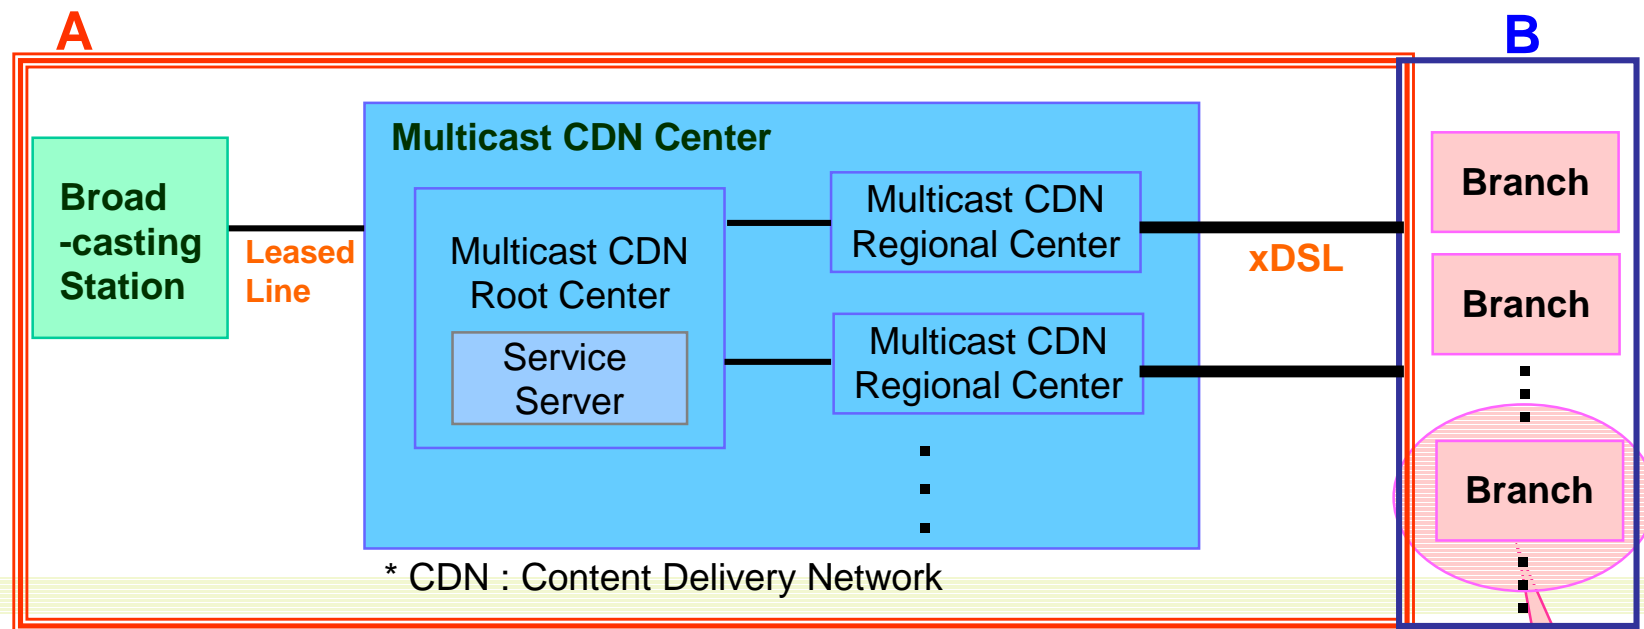 A
B
Broad
-casting
Station
Leased
Line
Multicast CDN Center
Multicast CDN
Root Center
Service
Server
Multicast CDN
Regional Center
Multicast CDN
Regional Center
xDSL
Branch
Branch
Branch
* CDN : Content Delivery Network